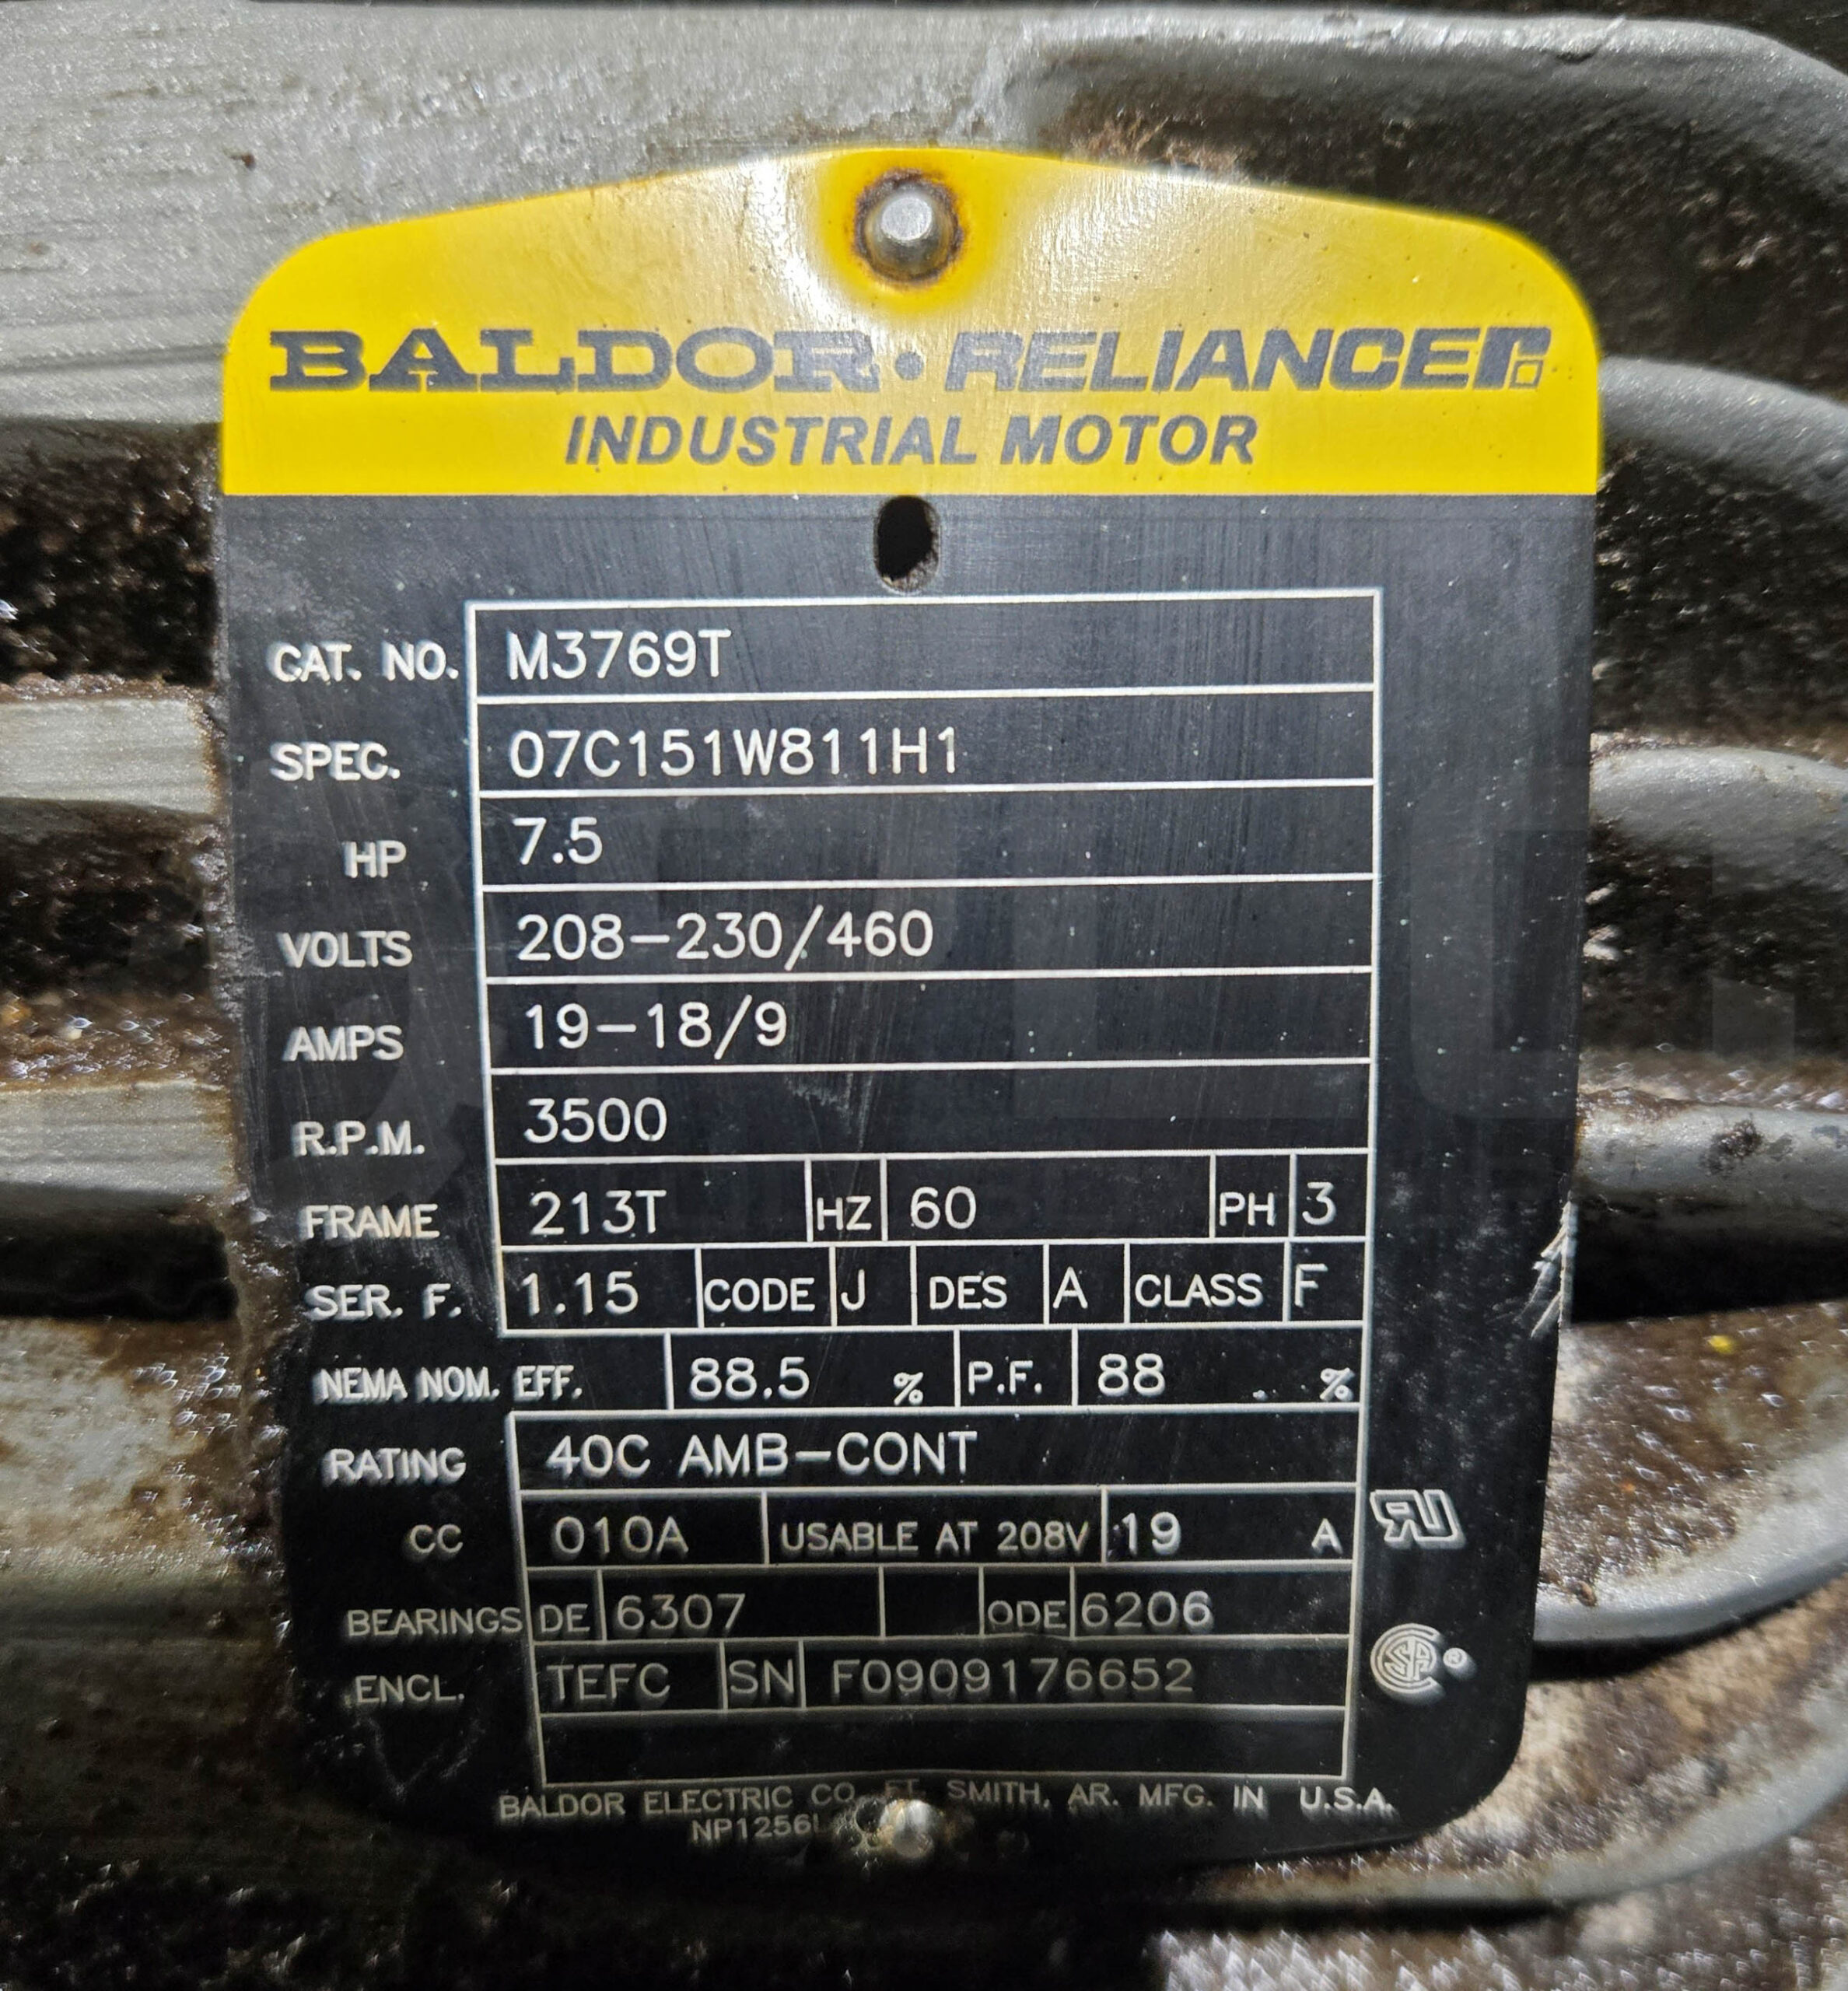 BALDOR • RELIANCE
INDUSTRIAL MOTOR
CAT. NO. M3769T
SPEC. 07C151W811H1
HP 7.5
VOLTS 208-230/460
AMPS 19-18/9
R.P.M. 3500
FRAME 213T HZ 60 PH 3
SER. F. 1.15 CODE J DES A CLASS F
NEMA NOM. EFF. 88.5 % P.F. 88 %
RATING 40C AMB-CONT
CC 010A USABLE AT 208V 19 A
BEARINGS DE 6307 ODE 6206
ENCL. TEFC SN F0909176652
BALDOR ELECTRIC CO. FT. SMITH, AR. MFG. IN U.S.A.
NP1256L